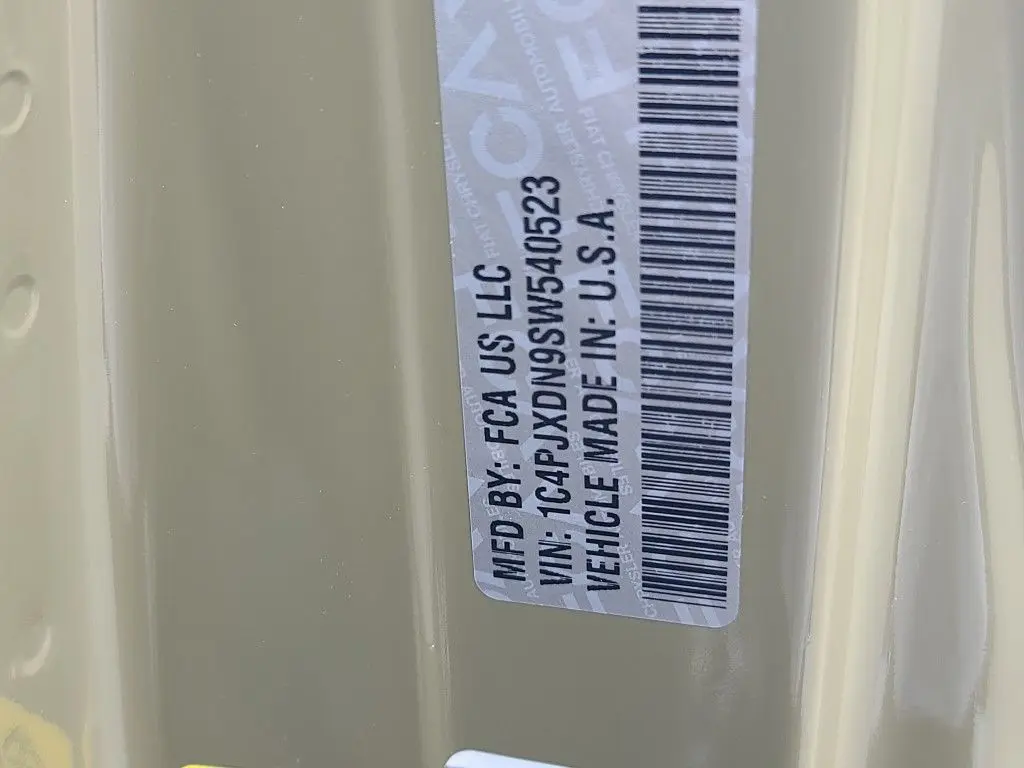 MFD BY: FCA US LLC
VIN: 1C4PJXDN9SW540523
VEHICLE MADE IN: U.S.A.